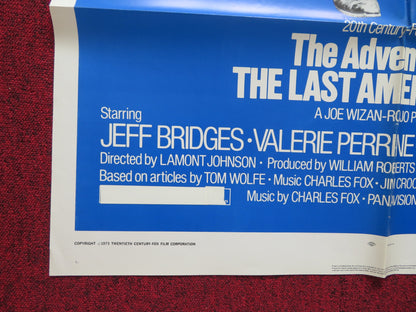 20th Century-F
The Adven
THE LAST AME
A JOE WIZAN-ROJO P
Starring
JEFF BRIDGES · VALERIE PERRINE
Directed by LAMONT JOHNSON · Produced by WILLIAM ROBERTS
Based on articles by TOM WOLFE · Music CHARLES FOX · JIM CROC
Music by CHARLES FOX · PANAVISION
COPYRIGHT © 1973 TWENTIETH CENTURY-FOX FILM CORPORATION